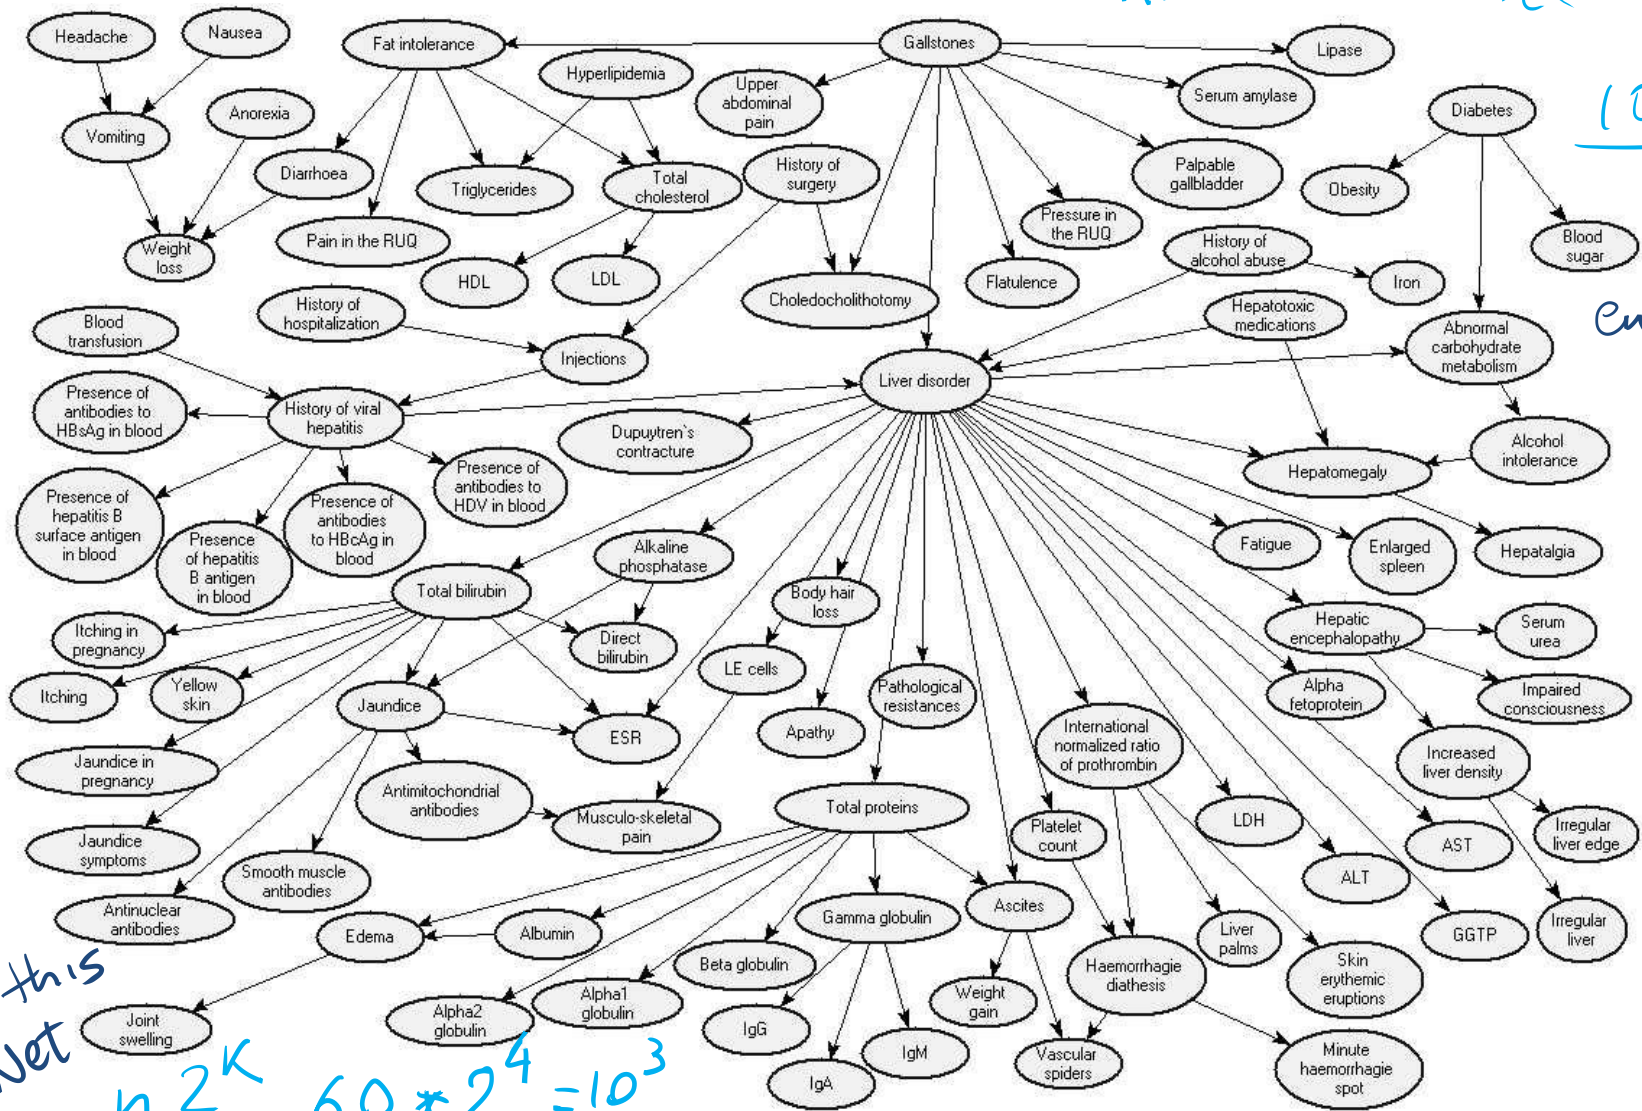 Headache
Nausea
Fat intolerance
Gallstones
Lipase
Hyperlipidemia
Upper
abdominal
pain
Serum amylase
Diabetes
Anorexia
Vomiting
10
Diarrhoea
Triglycerides
Total
cholesterol
History of
surgery
Palpable
gallbladder
Obesity
Pressure in
the RUQ
Weight
loss
Pain in the RUQ
HDL
LDL
Flatulence
History of
alcohol abuse
Iron
Blood
sugar
Choledocholithotomy
History of
hospitalization
Hepatotoxic
medications
Blood
transfusion
Injections
Abnormal
carbohydrate
metabolism
Liver disorder
Presence of
antibodies to
HBsAg in blood
History of viral
hepatitis
Dupuytren`s
contracture
Alcohol
intolerance
Hepatomegaly
Presence of
antibodies to
HDV in blood
Presence of
hepatitis B
surface antigen
in blood
Presence of
antibodies
to HBcAg in
blood
Presence
of hepatitis
B antigen
in blood
Alkaline
phosphatase
Fatigue
Enlarged
spleen
Hepatalgia
Total bilirubin
Body hair
loss
Itching in
pregnancy
Direct
bilirubin
Hepatic
encephalopathy
Serum
urea
LE cells
Itching
Yellow
skin
Jaundice
Pathological
resistances
Alpha
fetoprotein
Impaired
consciousness
ESR
Apathy
International
normalized ratio
of prothrombin
Increased
liver density
Jaundice in
pregnancy
Antimitochondrial
antibodies
Total proteins
Musculo-skeletal
pain
Platelet
count
LDH
Irregular
liver edge
AST
Jaundice
symptoms
Smooth muscle
antibodies
ALT
Antinuclear
antibodies
Edema
Albumin
Gamma globulin
Ascites
Liver
palms
GGTP
Irregular
liver
Beta globulin
Haemorrhagie
diathesis
Skin
erythemic
eruptions
this
Net
Joint
swelling
Alpha2
globulin
Alpha1
globulin
IgG
Weight
gain
IgM
Vascular
spiders
IgA
Minute
haemorrhagie
spot
n 2^K 60 * 2^4 = 10^3